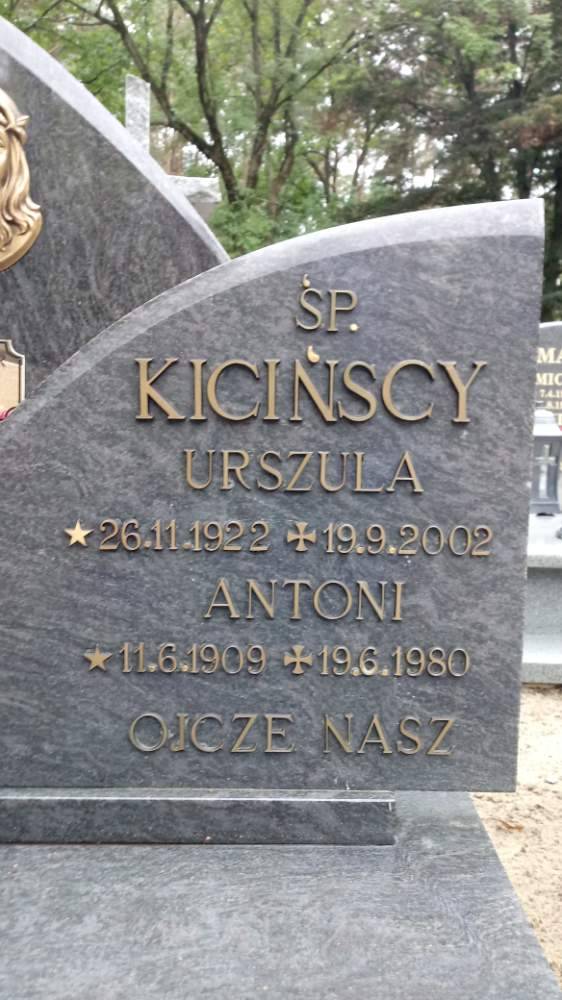 ŚP.
KICIŃSCY
URSZULA
★26.11.1922 ✠19.9.2002
ANTONI
★11.6.1909 ✠19.6.1980
OJCZE NASZ